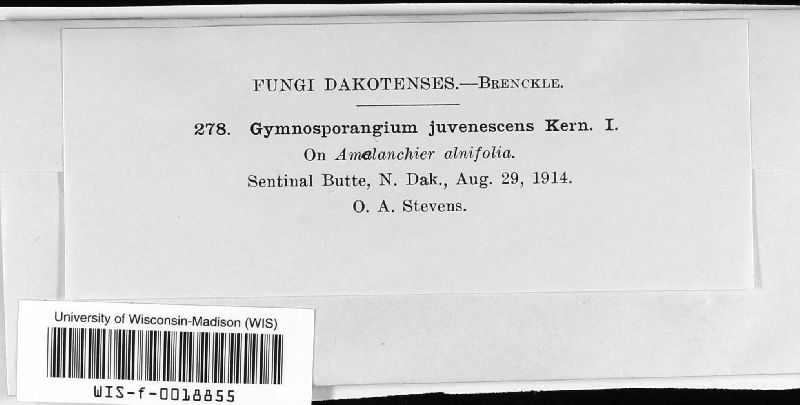 FUNGI DAKOTENSES.—BRENCKLE.
278. Gymnosporangium juvenescens Kern. I.
On Amelanchier alnifolia.
Sentinal Butte, N. Dak., Aug. 29, 1914.
O. A. Stevens.
University of Wisconsin-Madison (WIS)
WIS-f-0018855